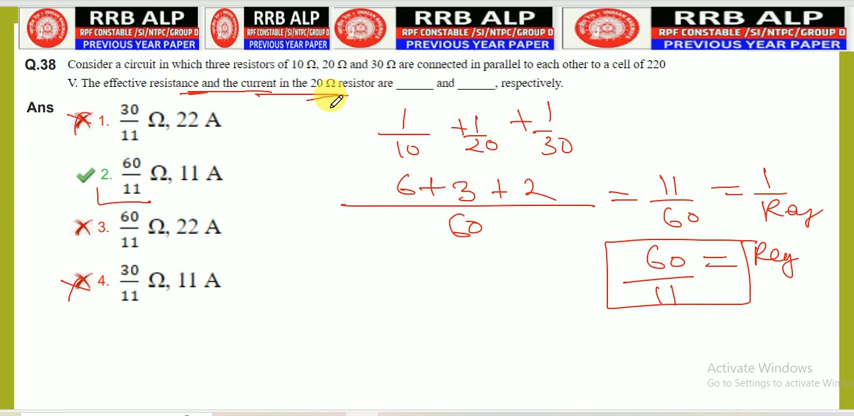 RRB ALP RRB ALP RRB ALP RRB ALP
RPF CONSTABLE /SI/NTPC/GROUP D RPF CONSTABLE /SI/NTPC/GROUP D RPF CONSTABLE /SI/NTPC/GROUP D RPF CONSTABLE /SI/NTPC/GROUP D
PREVIOUS YEAR PAPER PREVIOUS YEAR PAPER PREVIOUS YEAR PAPER PREVIOUS YEAR PAPER
Q.38 Consider a circuit in which three resistors of 10 Ω, 20 Ω and 30 Ω are connected in parallel to each other to a cell of 220
V. The effective resistance and the current in the 20 Ω resistor are ______ and ______, respectively.
Ans
1. 30/11 Ω, 22 A
2. 60/11 Ω, 11 A
3. 60/11 Ω, 22 A
4. 30/11 Ω, 11 A
1/10 + 1/20 + 1/30
6+3+2/60 = 11/60 = 1/Req
60/11 = Req
Activate Windows
Go to Settings to activate Win